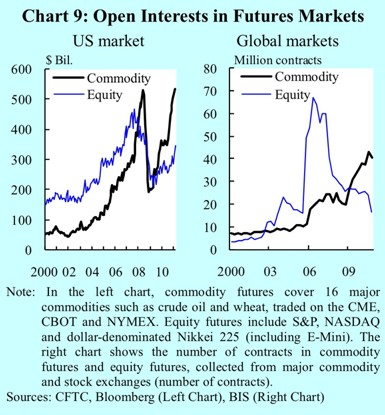 Chart 9: Open Interests in Futures Markets
US market
$ Bil.
600
500
400
300
200
100
0
Commodity
Equity
2000 02 04 06 08 10
Global markets
Million contracts
80
70
60
50
40
30
20
10
0
Commodity
Equity
2000 03 06 09
Note: In the left chart, commodity futures cover 16 major
commodities such as crude oil and wheat, traded on the CME,
CBOT and NYMEX. Equity futures include S&P, NASDAQ
and dollar-denominated Nikkei 225 (including E-Mini). The
right chart shows the number of contracts in commodity
futures and equity futures, collected from major commodity
and stock exchanges (number of contracts).
Sources: CFTC, Bloomberg (Left Chart), BIS (Right Chart)